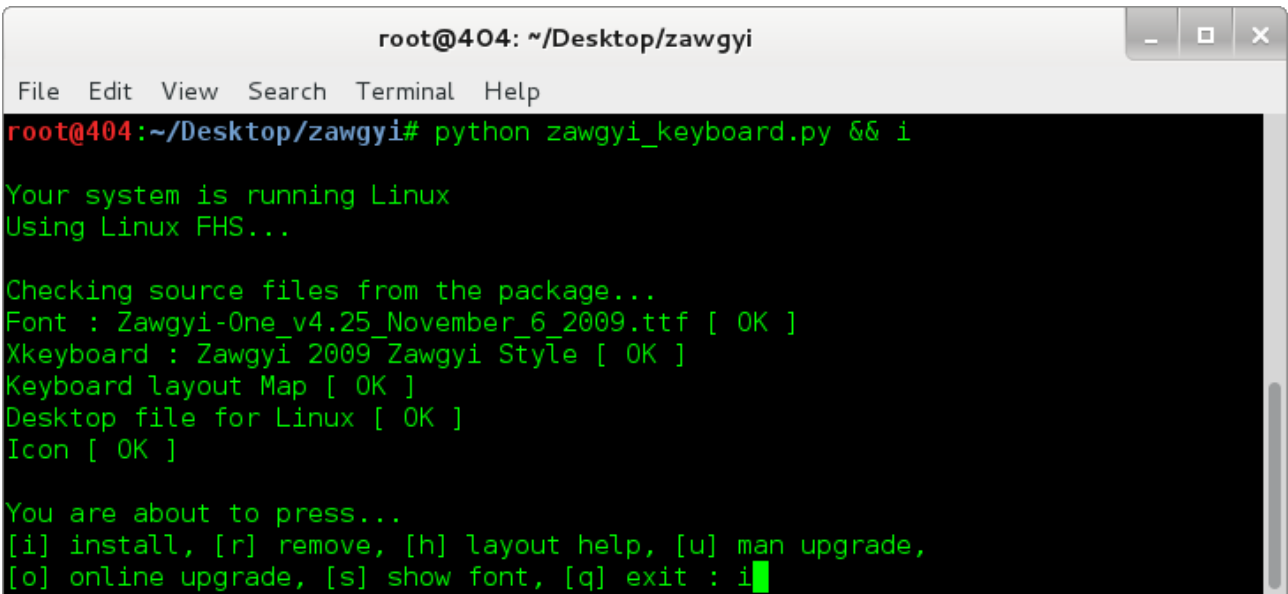 root@404: ~/Desktop/zawgyi
File Edit View Search Terminal Help
root@404:~/Desktop/zawgyi# python zawgyi_keyboard.py && i
Your system is running Linux
Using Linux FHS...
Checking source files from the package...
Font : Zawgyi-One_v4.25_November_6_2009.ttf [ OK ]
Xkeyboard : Zawgyi 2009 Zawgyi Style [ OK ]
Keyboard layout Map [ OK ]
Desktop file for Linux [ OK ]
Icon [ OK ]
You are about to press...
[i] install, [r] remove, [h] layout help, [u] man upgrade,
[o] online upgrade, [s] show font, [q] exit : i